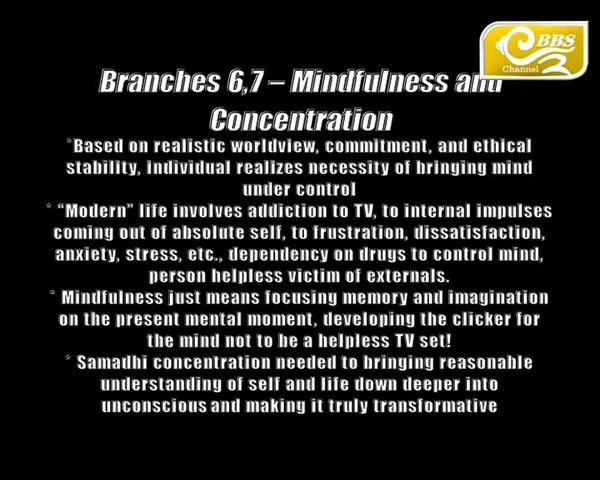 BBS
Channel 2
Branches 6,7 – Mindfulness and
Concentration
*Based on realistic worldview, commitment, and ethical
stability, individual realizes necessity of bringing mind
under control
* “Modern” life involves addiction to TV, to internal impulses
coming out of absolute self, to frustration, dissatisfaction,
anxiety, stress, etc., dependency on drugs to control mind,
person helpless victim of externals.
* Mindfulness just means focusing memory and imagination
on the present mental moment, developing the clicker for
the mind not to be a helpless TV set!
* Samadhi concentration needed to bringing reasonable
understanding of self and life down deeper into
unconscious and making it truly transformative